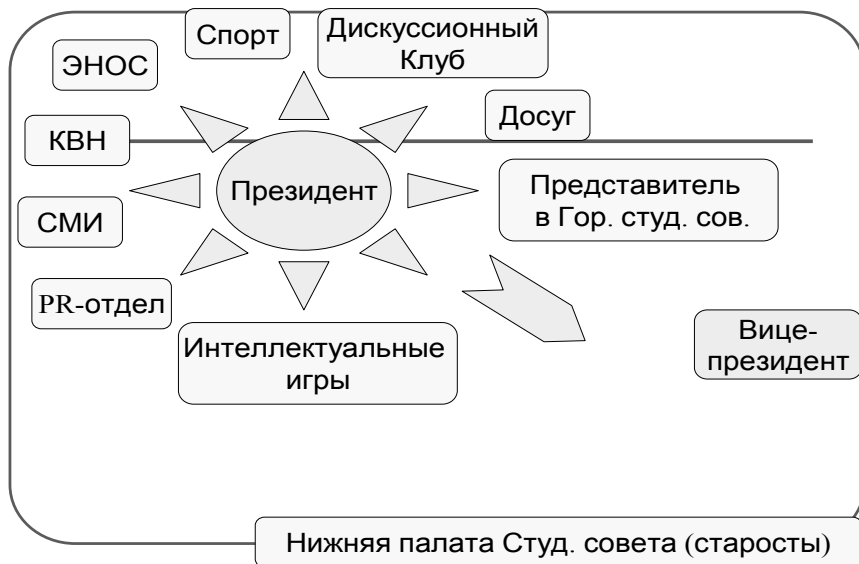 Спорт
Дискуссионный
Клуб
ЭНОС
Досуг
КВН
Президент
Представитель
в Гор. студ. сов.
СМИ
PR-отдел
Интеллектуальные
игры
Вице-
президент
Нижняя палата Студ. совета (старосты)